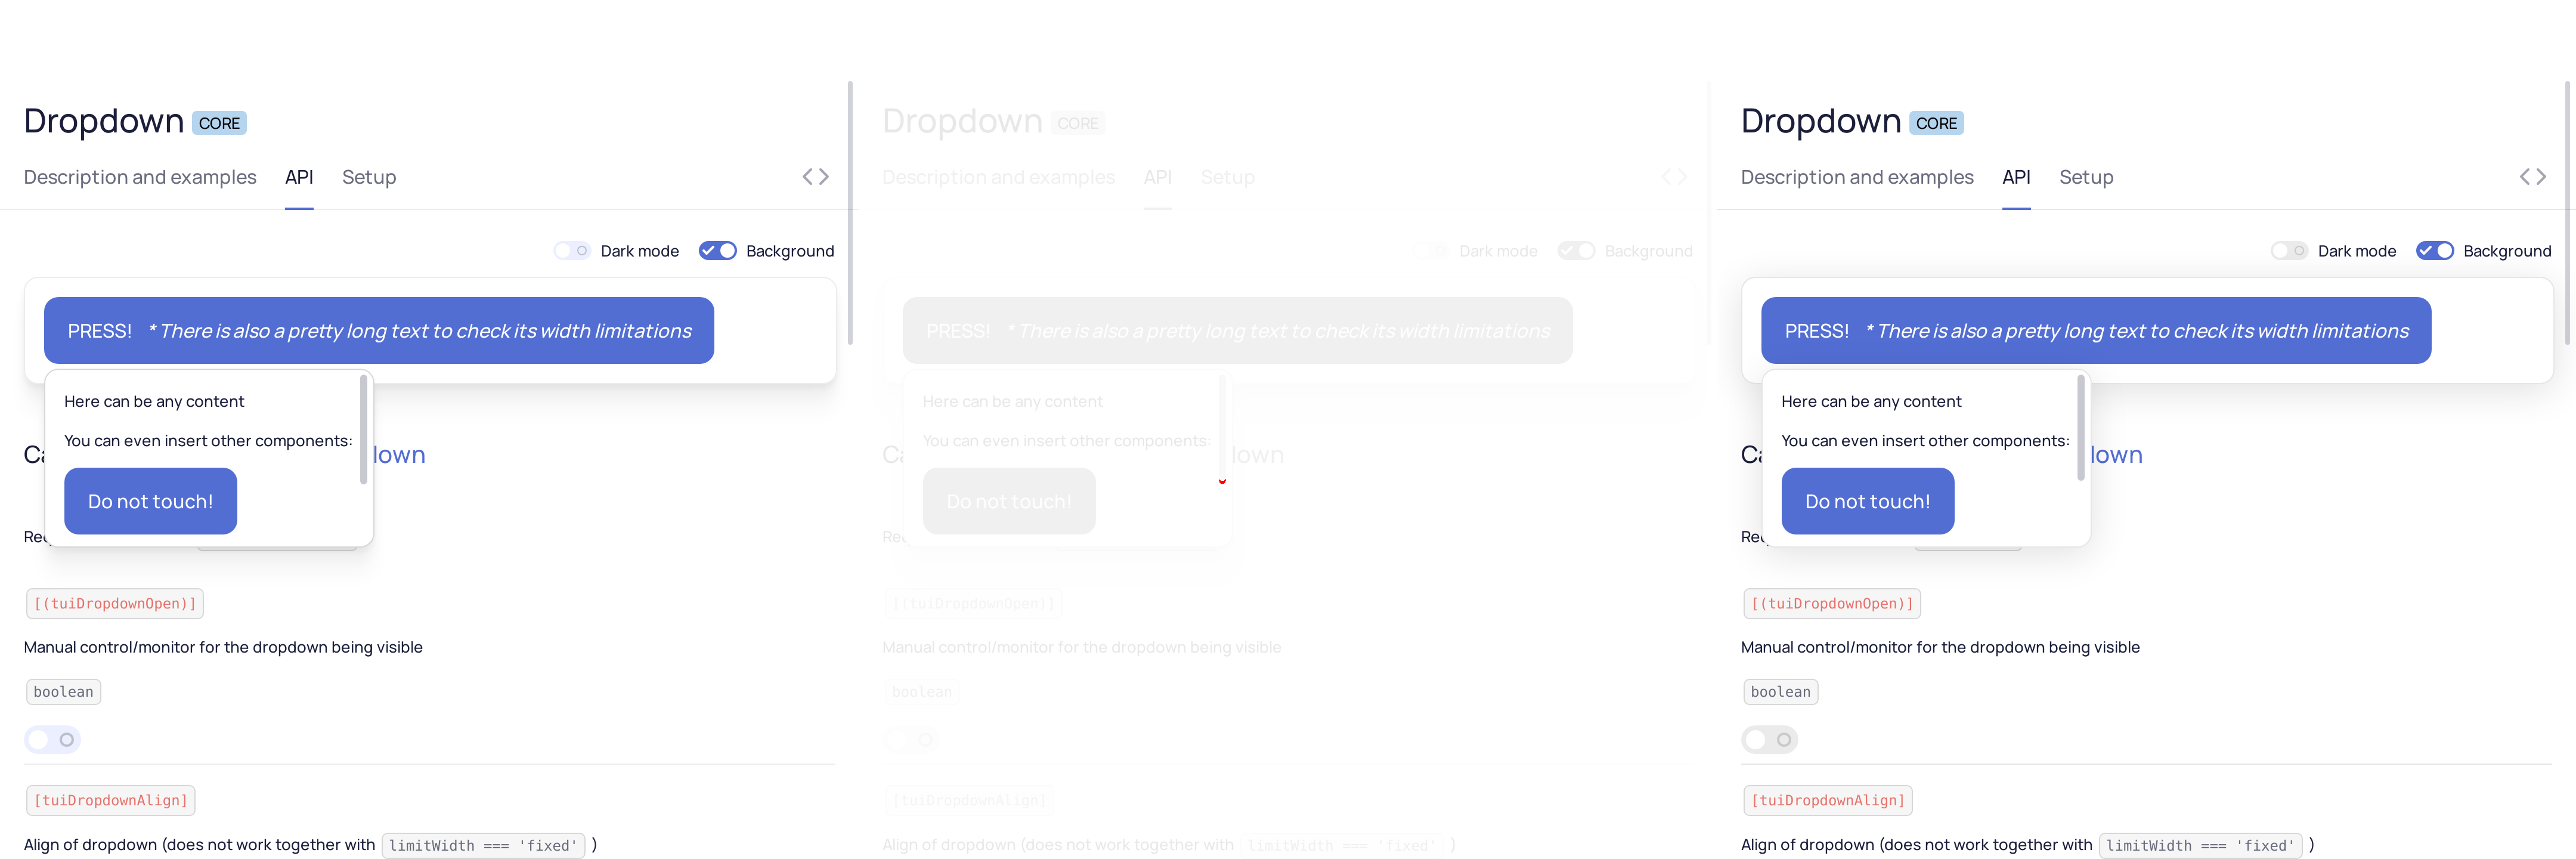 Dropdown CORE
Description and examples API Setup
Dark mode Background
PRESS! * There is also a pretty long text to check its width limitations
Here can be any content
You can even insert other components:
Do not touch!
[(tuiDropdownOpen)]
Manual control/monitor for the dropdown being visible
boolean
[tuiDropdownAlign]
Align of dropdown (does not work together with limitWidth === 'fixed' )
Dropdown CORE
Description and examples API Setup
Dark mode Background
PRESS! * There is also a pretty long text to check its width limitations
Here can be any content
You can even insert other components:
Do not touch!
[(tuiDropdownOpen)]
Manual control/monitor for the dropdown being visible
boolean
[tuiDropdownAlign]
Align of dropdown (does not work together with limitWidth === 'fixed' )
Dropdown CORE
Description and examples API Setup
Dark mode Background
PRESS! * There is also a pretty long text to check its width limitations
Here can be any content
You can even insert other components:
Do not touch!
[(tuiDropdownOpen)]
Manual control/monitor for the dropdown being visible
boolean
[tuiDropdownAlign]
Align of dropdown (does not work together with limitWidth === 'fixed' )